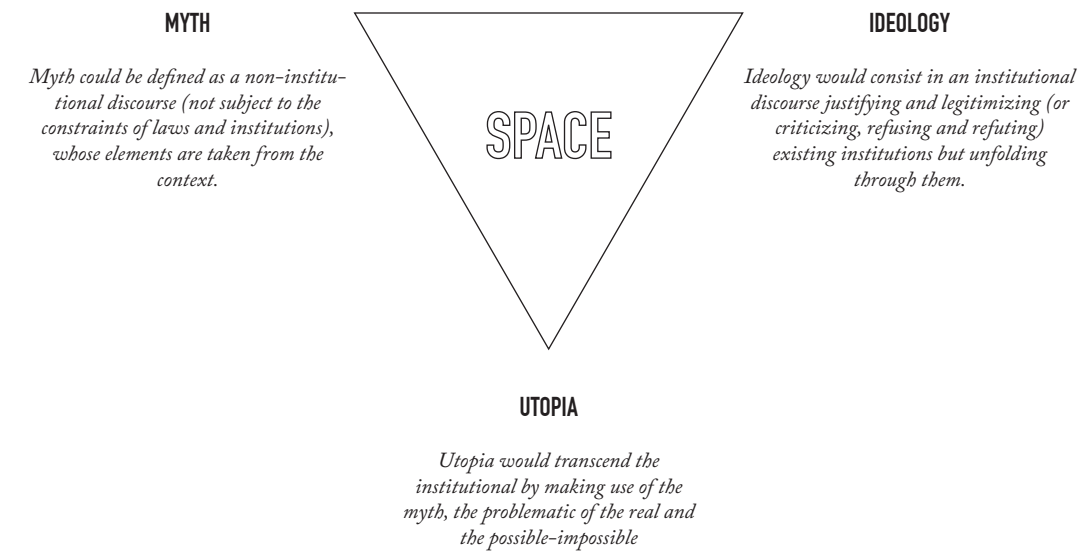 MYTH
Myth could be defined as a non-institu-
tional discourse (not subject to the
constraints of laws and institutions),
whose elements are taken from the
context.
SPACE
IDEOLOGY
Ideology would consist in an institutional
discourse justifying and legitimizing (or
criticizing, refusing and refuting)
existing institutions but unfolding
through them.
UTOPIA
Utopia would transcend the
institutional by making use of the
myth, the problematic of the real and
the possible-impossible